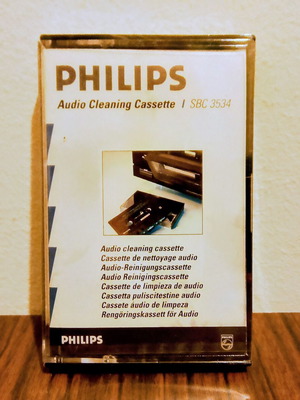 PHILIPS
Audio Cleaning Cassette | SBC 3534
Audio cleaning cassette
Cassette de nettoyage audio
Audio-Reinigungscassette
Audio Reinigingscassette
Cassette de limpieza de audio
Cassetta puliscitestine audio
Cassete áudio de limpeza
Rengöringskassett för Audio
PHILIPS